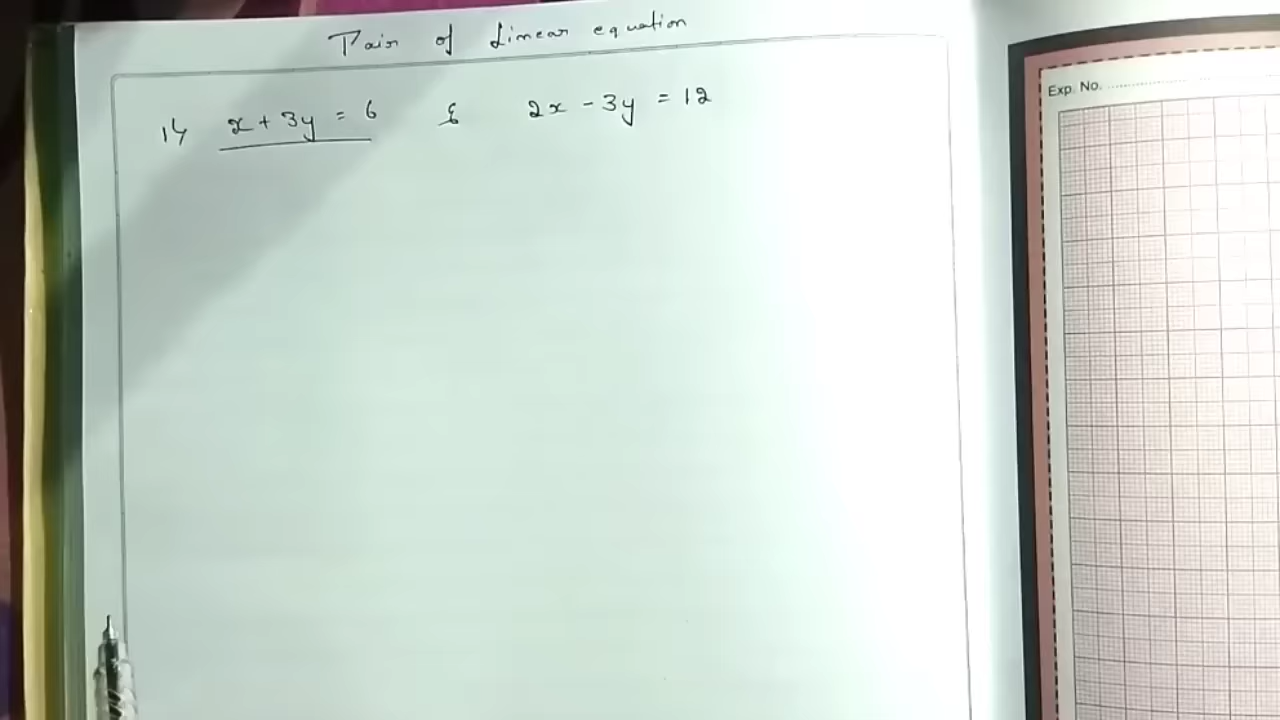 Pair of Linear equation
1) x + 3y = 6 & 2x - 3y = 12
Exp. No. ....................